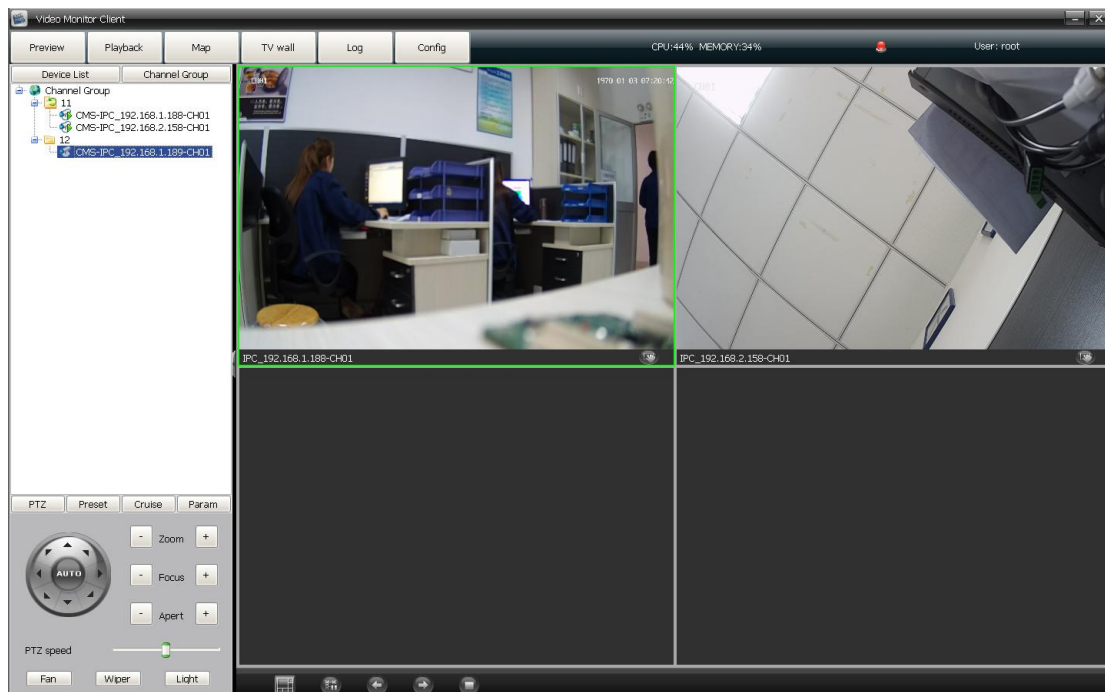 Video Monitor Client
Preview Playback Map TV wall Log Config CPU:44% MEMORY:34% User: root
Device List Channel Group
Channel Group
11
CMS-IPC_192.168.1.188-CH01
CMS-IPC_192.168.2.158-CH01
12
CMS-IPC_192.168.1.189-CH01
CH01 1970 01 03 07:20:42
CH01
IPC_192.168.1.188-CH01
IPC_192.168.2.158-CH01
PTZ Preset Cruise Param
AUTO
- Zoom +
- Focus +
- Apert +
PTZ speed
Fan Wiper Light